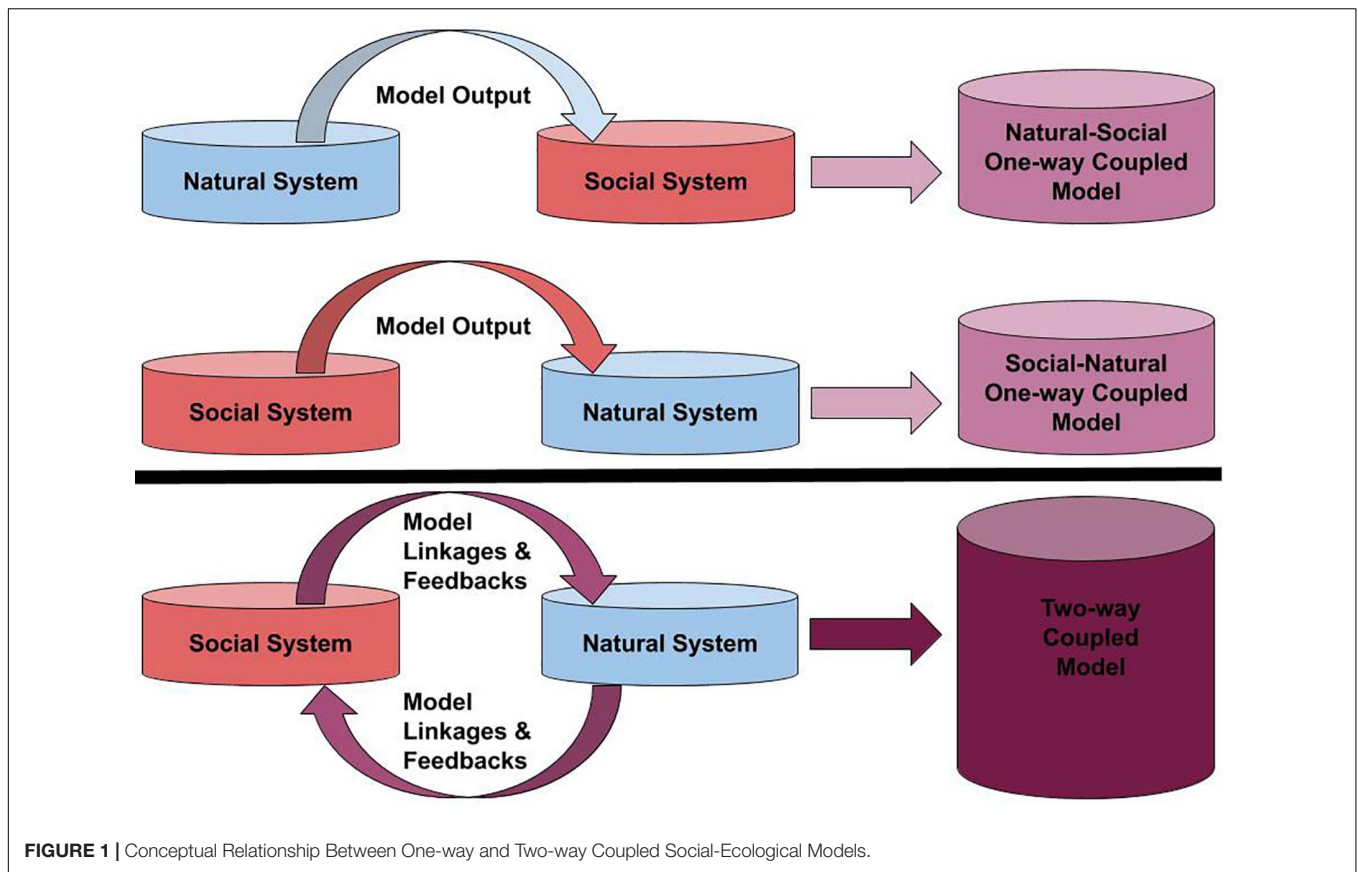 Model Output
Natural System
Social System
Natural-Social
One-way Coupled
Model
Model Output
Social System
Natural System
Social-Natural
One-way Coupled
Model
Model
Linkages &
Feedbacks
Social System
Natural System
Two-way
Coupled
Model
Model
Linkages &
Feedbacks
FIGURE 1 | Conceptual Relationship Between One-way and Two-way Coupled Social-Ecological Models.